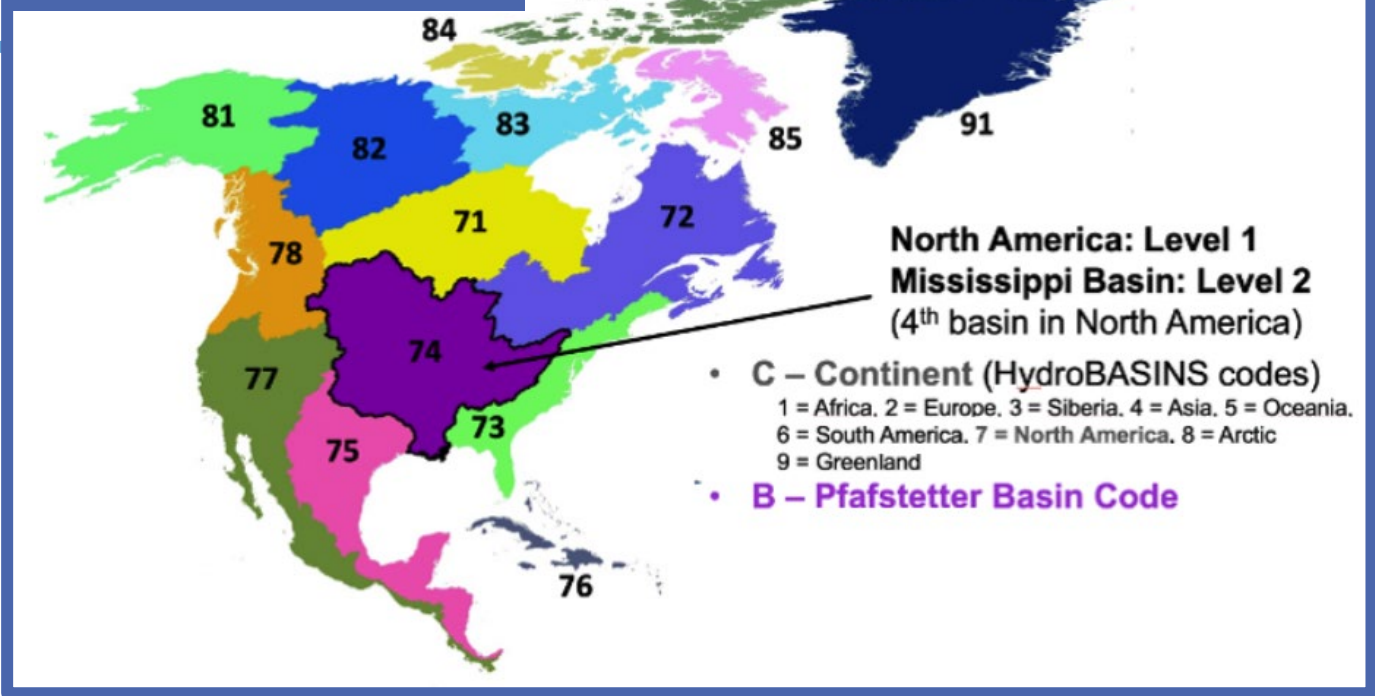 84
81
82
83
85
91
71
72
78
North America: Level 1
Mississippi Basin: Level 2
(4th basin in North America)
74
77
73
75
76
• C – Continent (HydroBASINS codes)
1 = Africa, 2 = Europe, 3 = Siberia, 4 = Asia, 5 = Oceania,
6 = South America, 7 = North America, 8 = Arctic
9 = Greenland
• B – Pfafstetter Basin Code